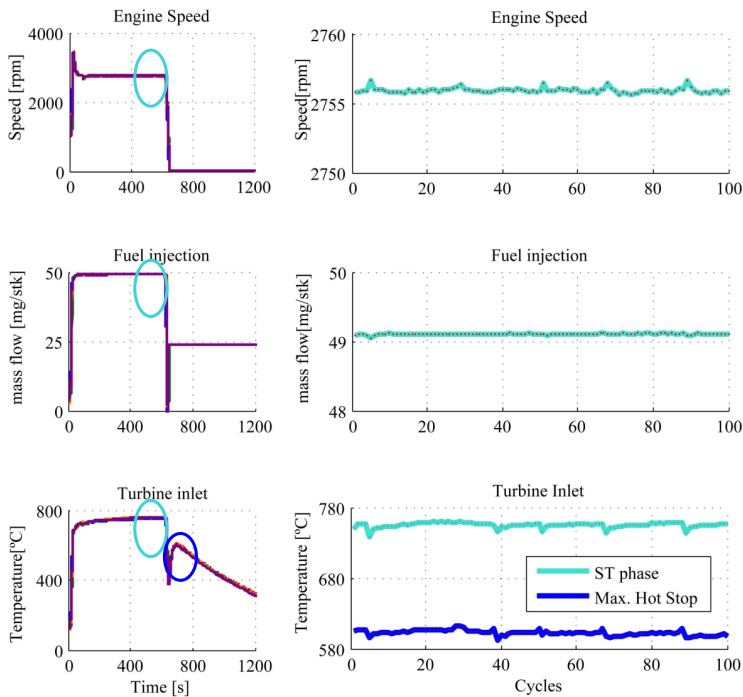 Engine Speed
Engine Speed
4000
2000
0
Speed [rpm]
0 400 800 1200
2760
2755
2750
Speed[rpm]
0 20 40 60 80 100
Fuel injection
Fuel injection
50
25
0
mass flow [mg/stk]
0 400 800 1200
50
49
48
mass flow[mg/stk]
0 20 40 60 80 100
Turbine inlet
Turbine Inlet
800
400
0
Temperature[ºC]
0 400 800 1200
Time [s]
780
680
580
Temperature [ºC]
ST phase
Max. Hot Stop
0 20 40 60 80 100
Cycles